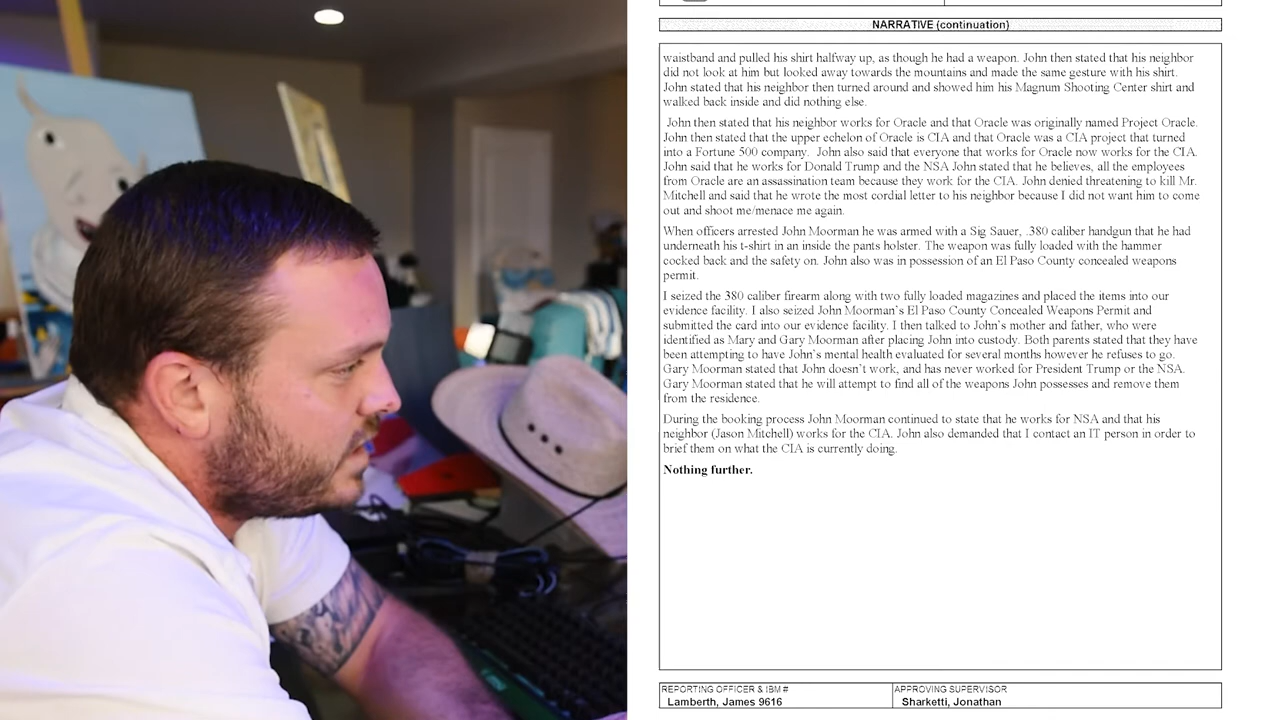 NARRATIVE (continuation)
waistband and pulled his shirt halfway up, as though he had a weapon. John then stated that his neighbor
did not look at him but looked away towards the mountains and made the same gesture with his shirt.
John stated that his neighbor then turned around and showed him his Magnum Shooting Center shirt and
walked back inside and did nothing else.
John then stated that his neighbor works for Oracle and that Oracle was originally named Project Oracle.
John then stated that the upper echelon of Oracle is CIA and that Oracle was a CIA project that turned
into a Fortune 500 company. John also said that everyone that works for Oracle now works for the CIA.
John said that he works for Donald Trump and the NSA John stated that he believes, all the employees
from Oracle are an assassination team because they work for the CIA. John denied threatening to kill Mr.
Mitchell and said that he wrote the most cordial letter to his neighbor because I did not want him to come
out and shoot me/menace me again.
When officers arrested John Moorman he was armed with a Sig Sauer, .380 caliber handgun that he had
underneath his t-shirt in an inside the pants holster. The weapon was fully loaded with the hammer
cocked back and the safety on. John also was in possession of an El Paso County concealed weapons
permit.
I seized the 380 caliber firearm along with two fully loaded magazines and placed the items into our
evidence facility. I also seized John Moorman's El Paso County Concealed Weapons Permit and
submitted the card into our evidence facility. I then talked to John's mother and father, who were
identified as Mary and Gary Moorman after placing John into custody. Both parents stated that they have
been attempting to have John's mental health evaluated for several months however he refuses to go.
Gary Moorman stated that John doesn't work, and has never worked for President Trump or the NSA.
Gary Moorman stated that he will attempt to find all of the weapons John possesses and remove them
from the residence.
During the booking process John Moorman continued to state that he works for NSA and that his
neighbor (Jason Mitchell) works for the CIA. John also demanded that I contact an IT person in order to
brief them on what the CIA is currently doing.
Nothing further.
REPORTING OFFICER & IBM #
Lamberth, James 9616
APPROVING SUPERVISOR
Sharketti, Jonathan